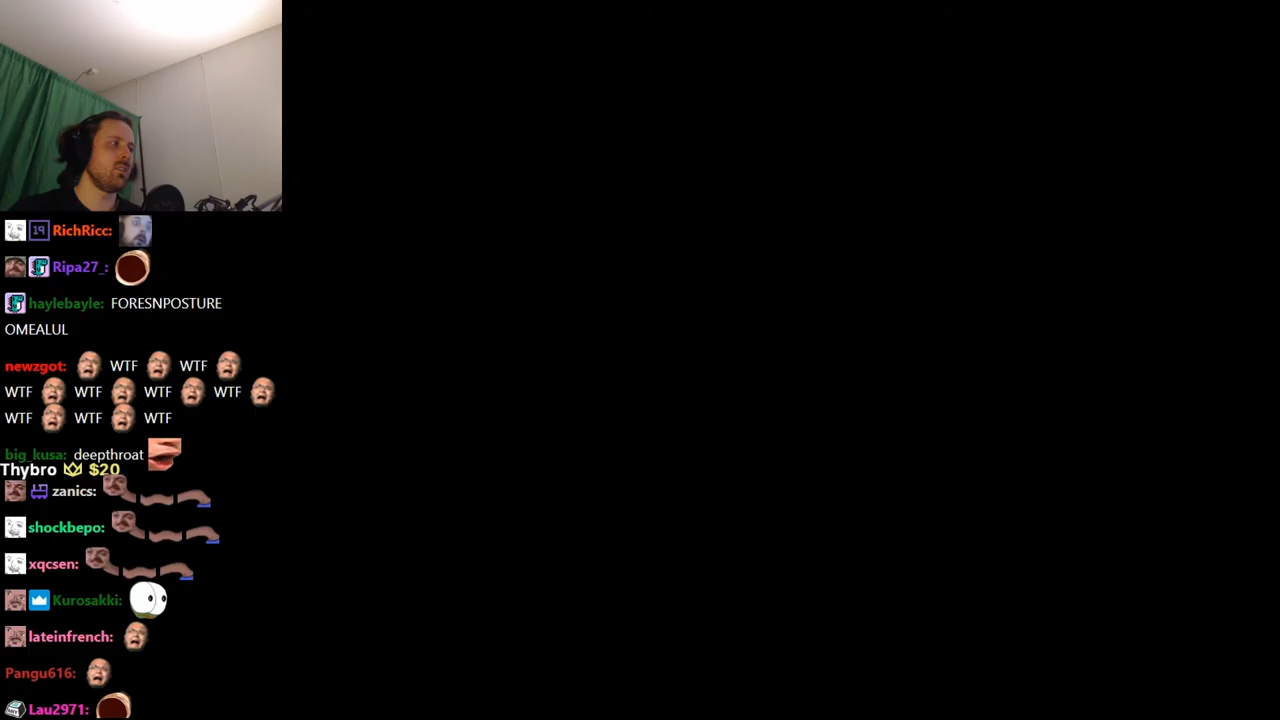 19 RichRicc:
Ripa27_:
haylebayle: FORESNPOSTURE
OMEALUL
newzgot: WTF WTF
WTF WTF WTF WTF
WTF WTF WTF
big_kusa: deepthroat
Thybro $20
zanics:
shockbepo:
xqcsen:
Kurosakki:
lateinfrench:
Pangu616:
Lau2971: